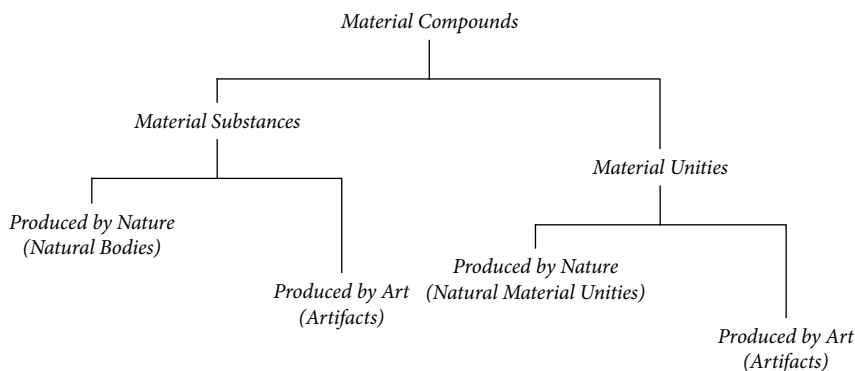 Material Compounds
Material Substances
Material Unities
Produced by Nature
(Natural Bodies)
Produced by Art
(Artifacts)
Produced by Nature
(Natural Material Unities)
Produced by Art
(Artifacts)